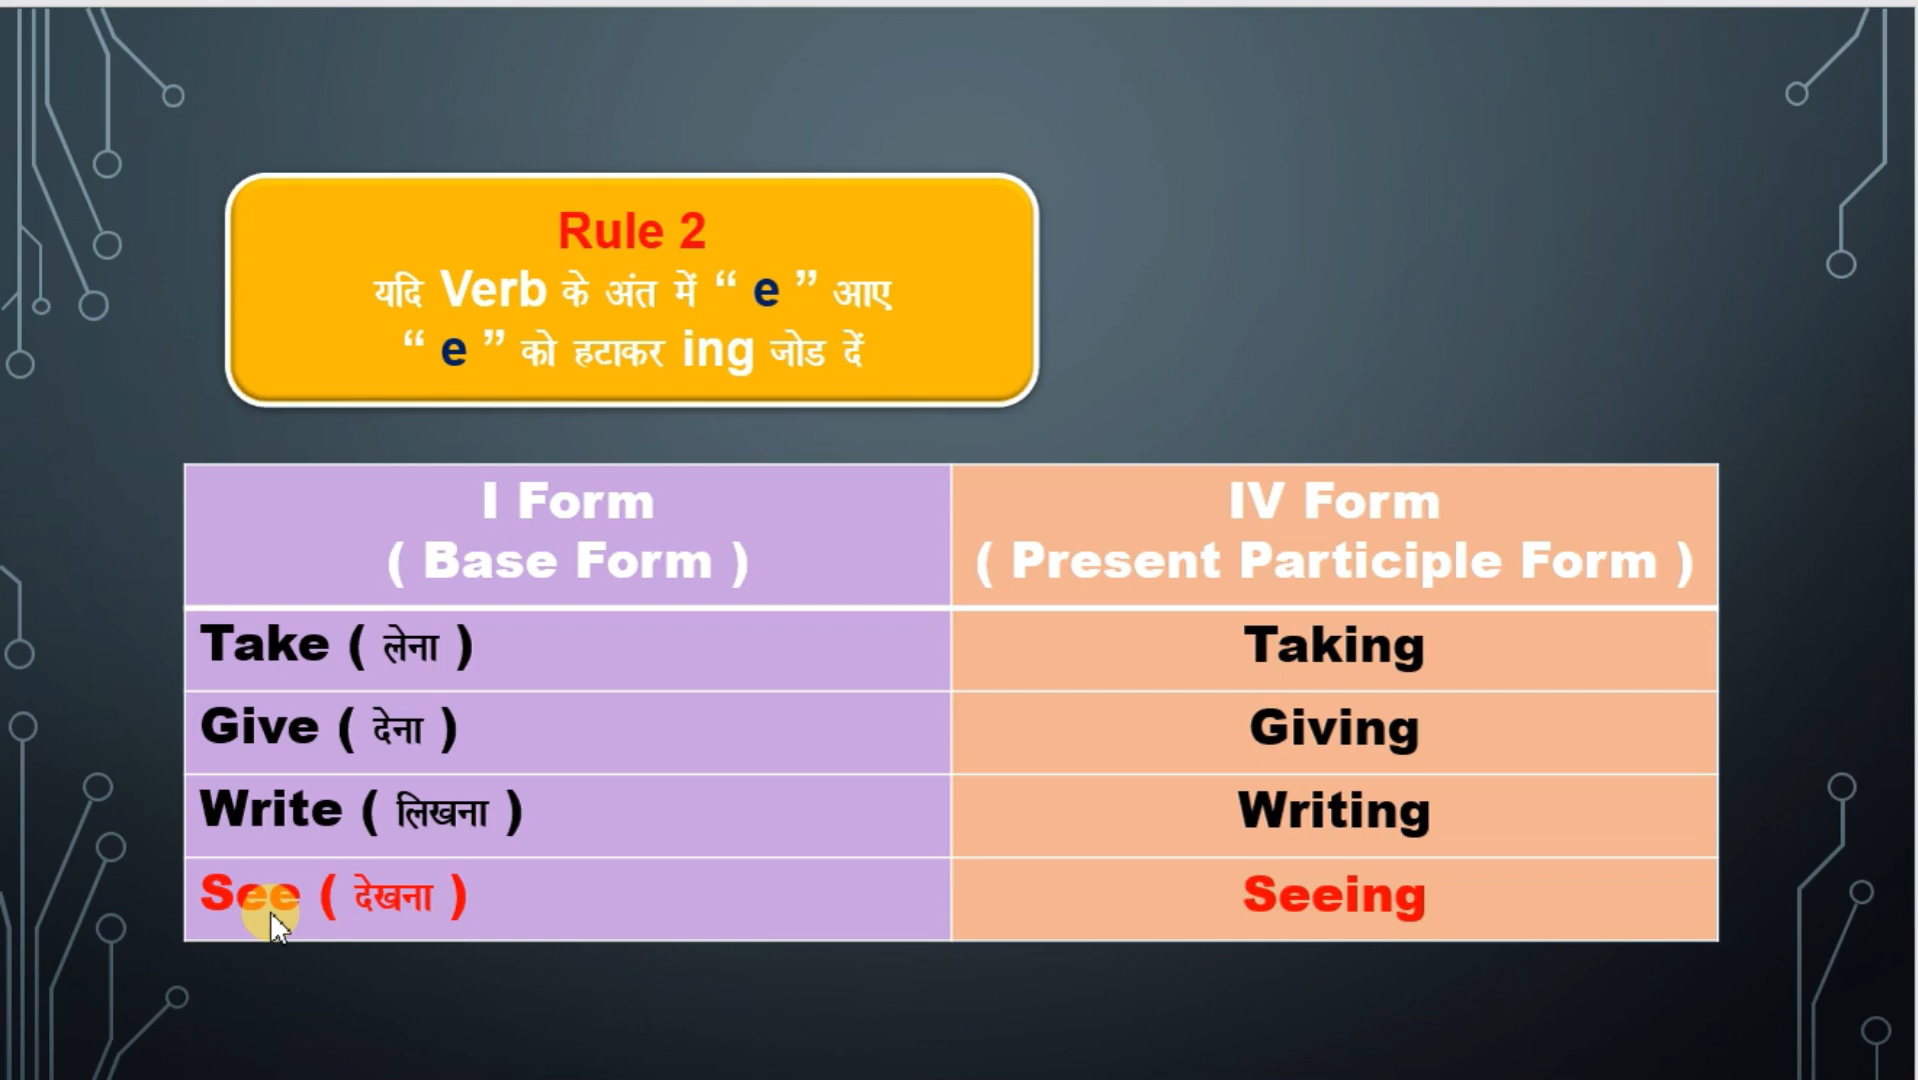 Rule 2
यदि Verb के अंत में “ e ” आए
“ e ” को हटाकर ing जोड दें
I Form
( Base Form )
IV Form
( Present Participle Form )
Take ( लेना )
Taking
Give ( देना )
Giving
Write ( लिखना )
Writing
See ( देखना )
Seeing